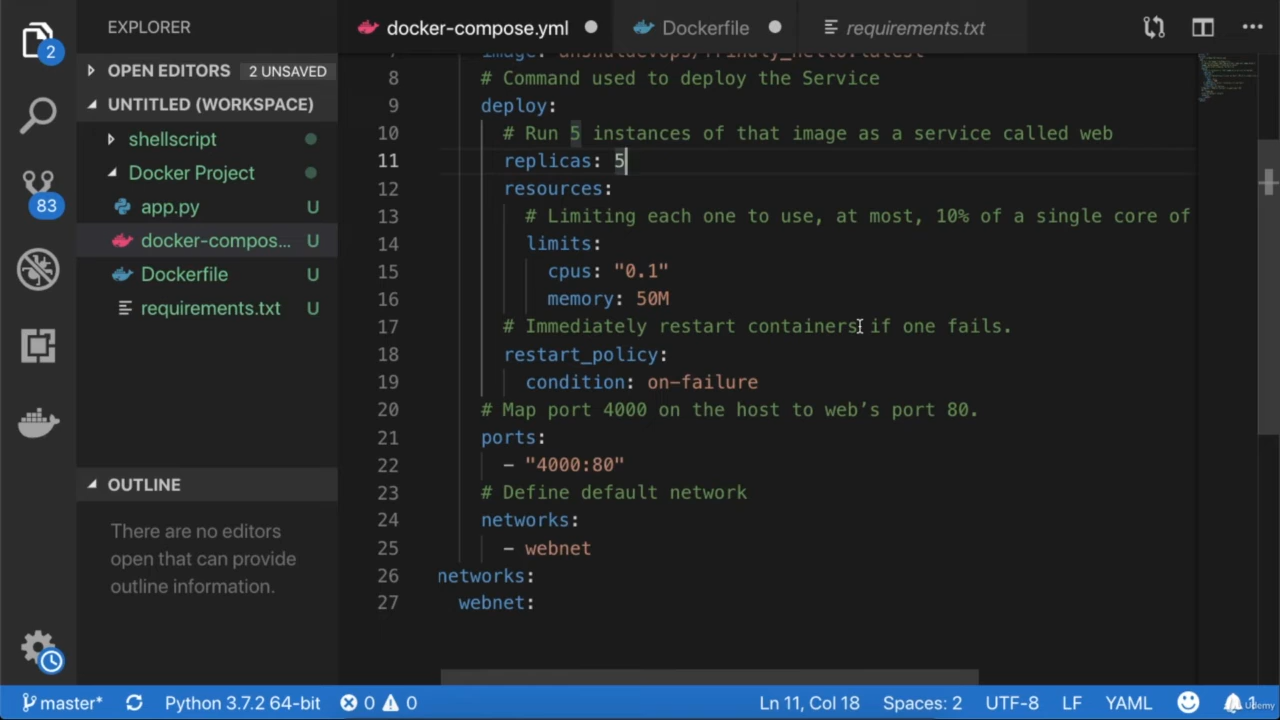 EXPLORER
docker-compose.yml
Dockerfile
requirements.txt
2
OPEN EDITORS 2 UNSAVED
UNTITLED (WORKSPACE)
shellscript
Docker Project
app.py U
docker-compos... U
Dockerfile U
requirements.txt U
83
OUTLINE
There are no editors
open that can provide
outline information.
7 image:
8 # Command used to deploy the Service
9 deploy:
10 # Run 5 instances of that image as a service called web
11 replicas: 5
12 resources:
13 # Limiting each one to use, at most, 10% of a single core of
14 limits:
15 cpus: "0.1"
16 memory: 50M
17 # Immediately restart containers if one fails.
18 restart_policy:
19 condition: on-failure
20 # Map port 4000 on the host to web’s port 80.
21 ports:
22 - "4000:80"
23 # Define default network
24 networks:
25 - webnet
26 networks:
27 webnet:
master* Python 3.7.2 64-bit 0 0 Ln 11, Col 18 Spaces: 2 UTF-8 LF YAML 1
Udemy